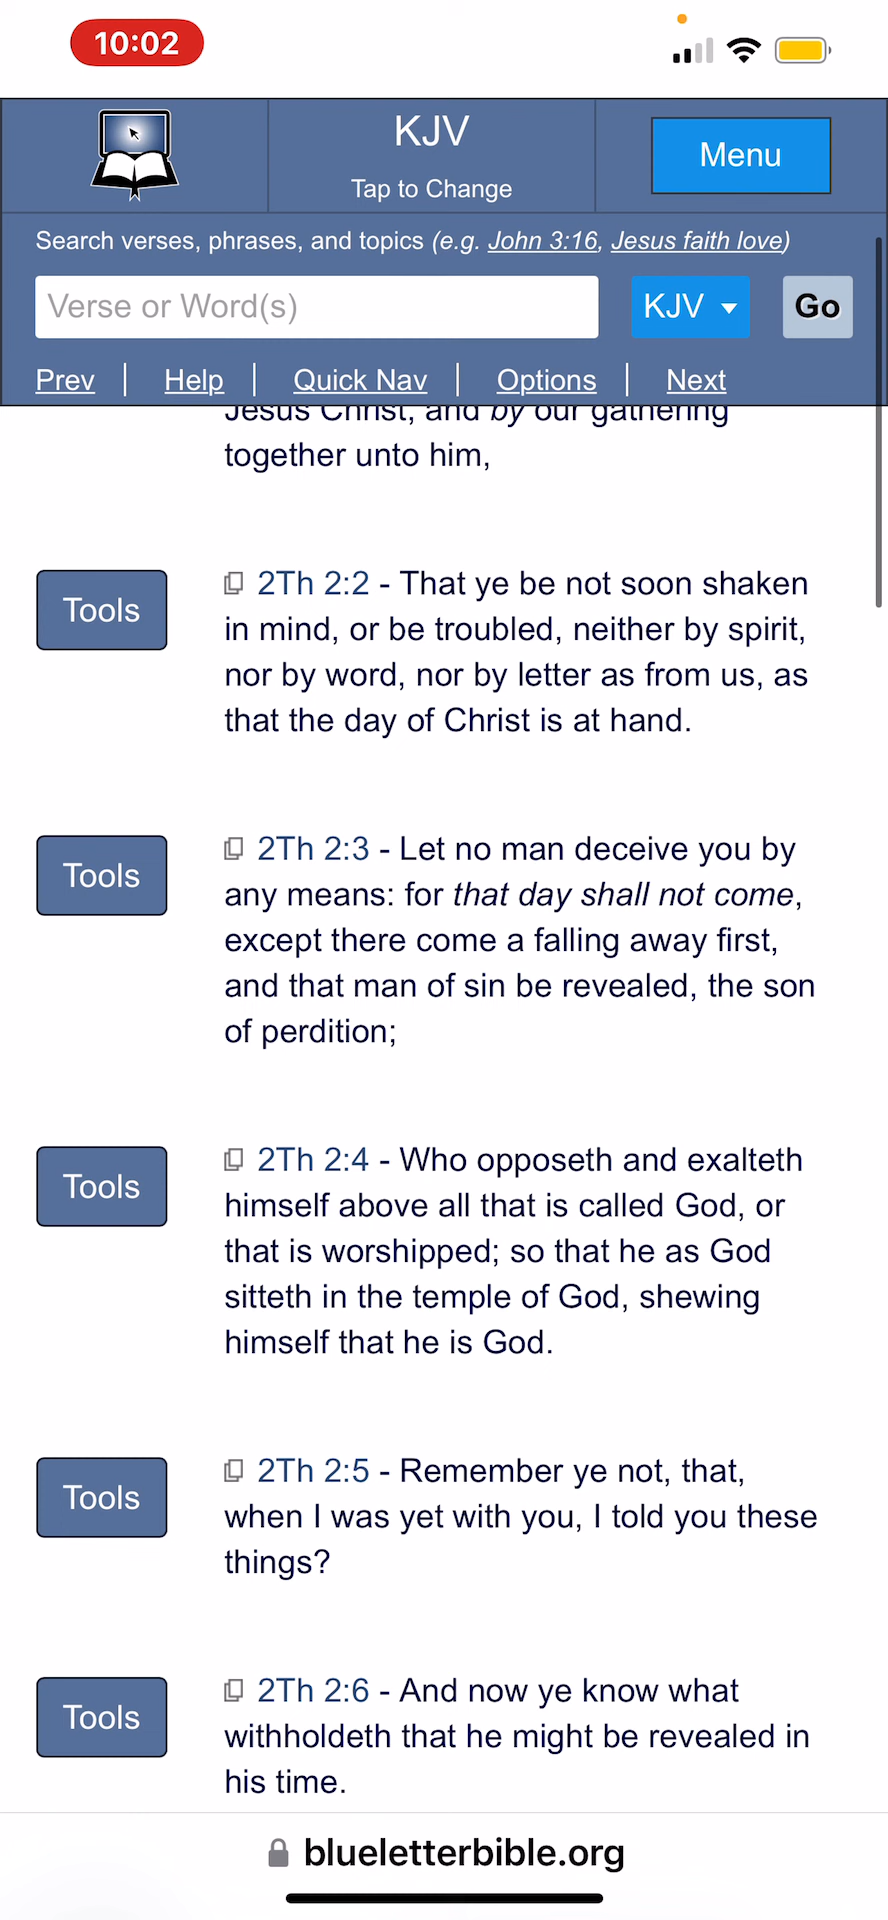 10:02
KJV
Tap to Change
Menu
Search verses, phrases, and topics (e.g. John 3:16, Jesus faith love)
Verse or Word(s)
KJV
Go
Prev | Help | Quick Nav | Options | Next
Jesus Christ, and by our gathering
together unto him,
Tools
2Th 2:2 - That ye be not soon shaken
in mind, or be troubled, neither by spirit,
nor by word, nor by letter as from us, as
that the day of Christ is at hand.
Tools
2Th 2:3 - Let no man deceive you by
any means: for that day shall not come,
except there come a falling away first,
and that man of sin be revealed, the son
of perdition;
Tools
2Th 2:4 - Who opposeth and exalteth
himself above all that is called God, or
that is worshipped; so that he as God
sitteth in the temple of God, shewing
himself that he is God.
Tools
2Th 2:5 - Remember ye not, that,
when I was yet with you, I told you these
things?
Tools
2Th 2:6 - And now ye know what
withholdeth that he might be revealed in
his time.
blueletterbible.org